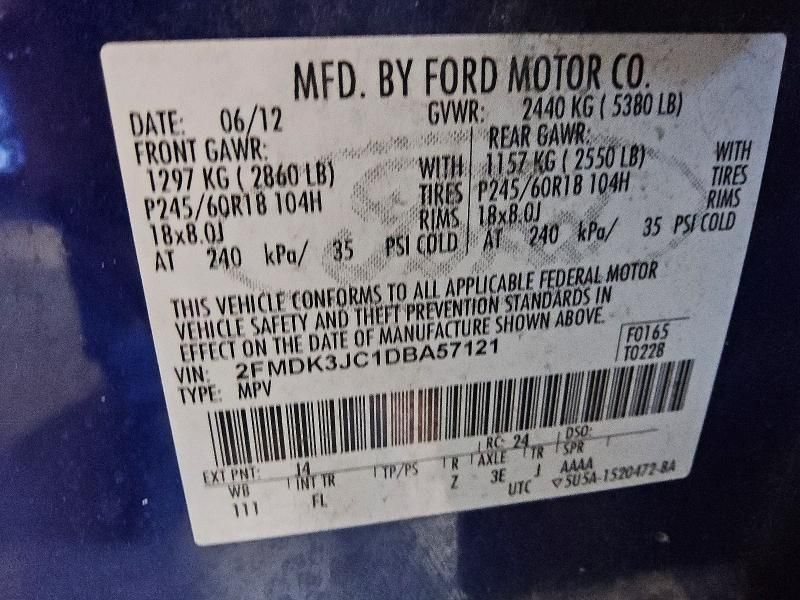 MFD. BY FORD MOTOR CO.
DATE: 06/12 GVWR: 2440 KG ( 5380 LB)
FRONT GAWR: REAR GAWR:
1297 KG ( 2860 LB) WITH 1157 KG ( 2550 LB) WITH
P245/60R18 104H TIRES P245/60R18 104H TIRES
18x8.0J RIMS 18x8.0J RIMS
AT 240 kPa/ 35 PSI COLD AT 240 kPa/ 35 PSI COLD
THIS VEHICLE CONFORMS TO ALL APPLICABLE FEDERAL MOTOR
VEHICLE SAFETY AND THEFT PREVENTION STANDARDS IN
EFFECT ON THE DATE OF MANUFACTURE SHOWN ABOVE.
VIN: 2FMDK3JC1DBA57121 F0165
TYPE: MPV T0228
EXT PNT: J4 RC: 24 DSO:
WB INT TR TP/PS R AXLE TR SPR
111 FL Z 3E J AAAA
UTC ▽5U5A-1520472-BA